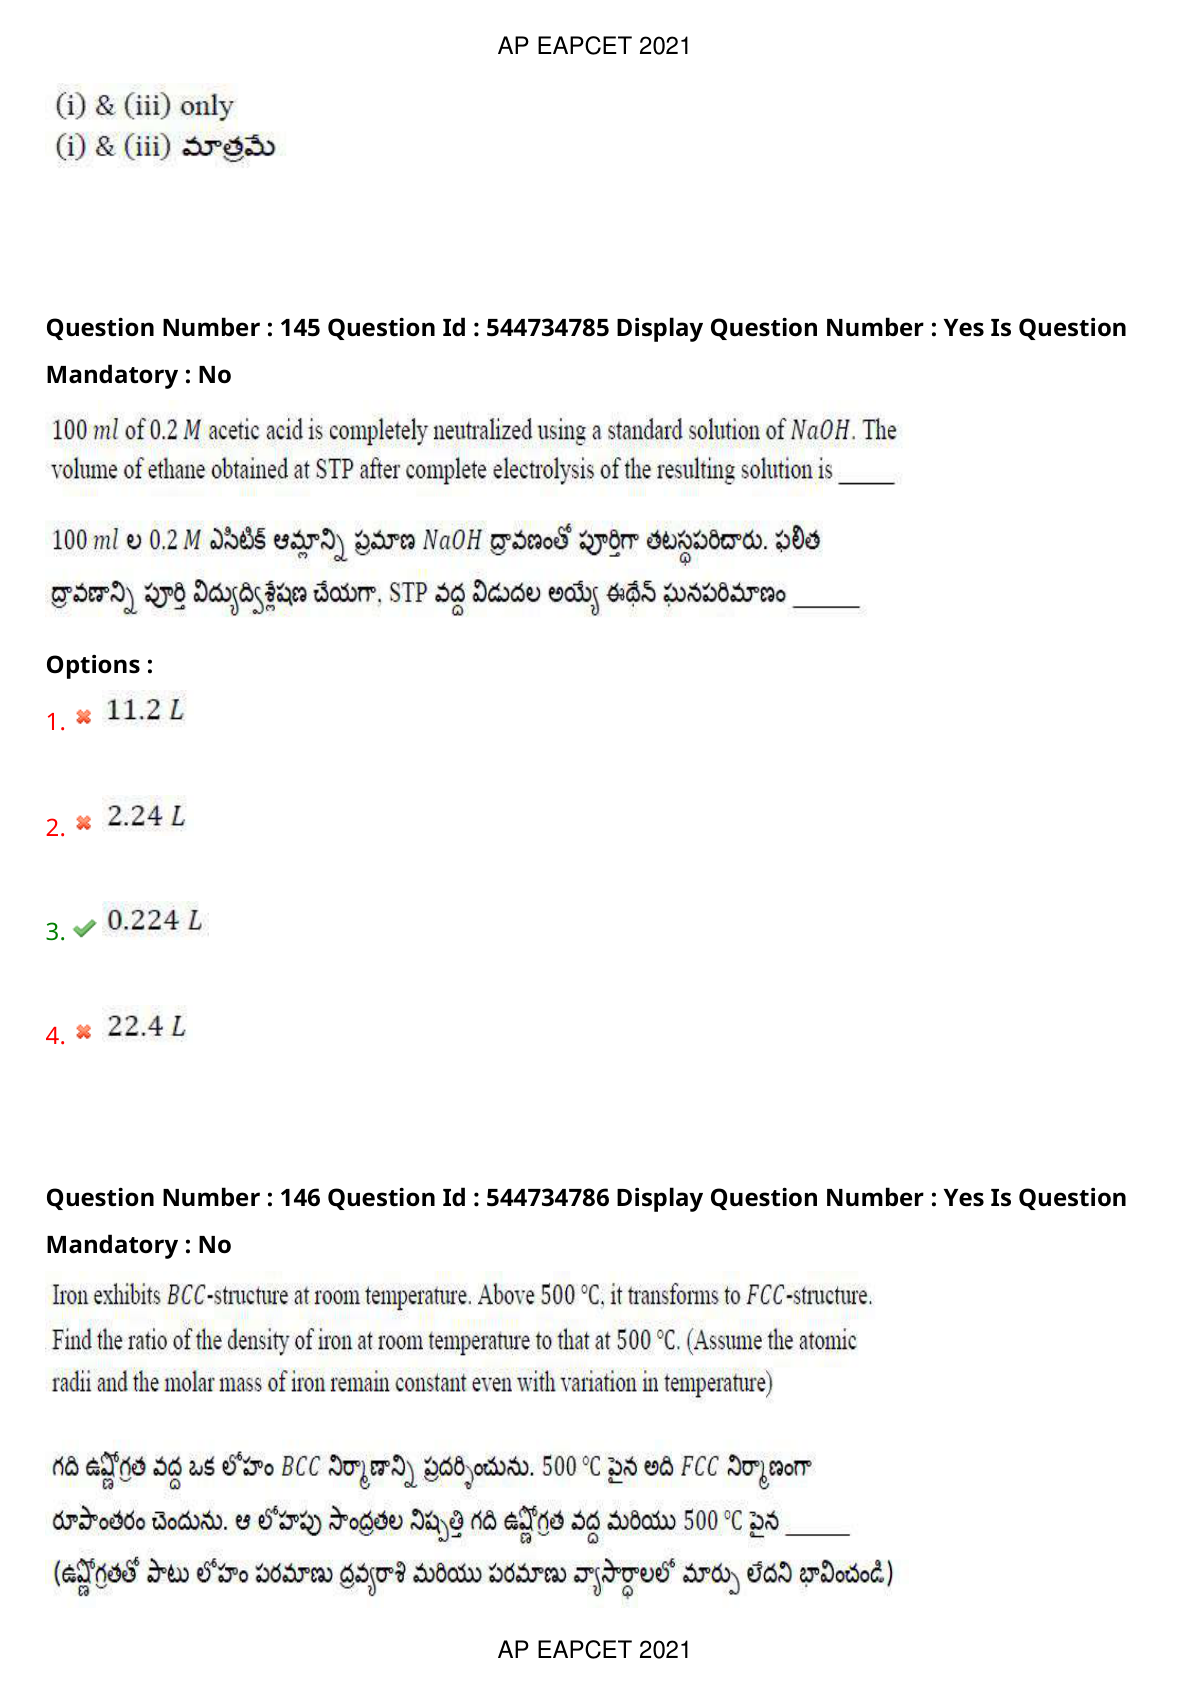 AP EAPCET 2021
(i) & (iii) only
(i) & (iii) మాత్రమే
Question Number : 145 Question Id : 544734785 Display Question Number : Yes Is Question
Mandatory : No
100 ml of 0.2 M acetic acid is completely neutralized using a standard solution of NaOH. The
volume of ethane obtained at STP after complete electrolysis of the resulting solution is _____
100 ml ల 0.2 M ఎసిటిక్ ఆమ్లాన్ని ప్రమాణ NaOH ద్రావణంతో పూర్తిగా తటస్థపరిచారు. ఫలిత
ద్రావణాన్ని పూర్తి విద్యుద్విశ్లేషణ చేయగా, STP వద్ద విడుదల అయ్యే ఈథేన్ ఘనపరిమాణం ______
Options :
1. 11.2 L
2. 2.24 L
3. 0.224 L
4. 22.4 L
Question Number : 146 Question Id : 544734786 Display Question Number : Yes Is Question
Mandatory : No
Iron exhibits BCC-structure at room temperature. Above 500 °C, it transforms to FCC-structure.
Find the ratio of the density of iron at room temperature to that at 500 °C. (Assume the atomic
radii and the molar mass of iron remain constant even with variation in temperature)
గది ఉష్ణోగ్రత వద్ద ఒక లోహం BCC నిర్మాణాన్ని ప్రదర్శించును. 500 °C పైన అది FCC నిర్మాణంగా
రూపాంతరం చెందును. ఆ లోహపు సాంద్రతల నిష్పత్తి గది ఉష్ణోగ్రత వద్ద మరియు 500 °C పైన ______
(ఉష్ణోగ్రతతో పాటు లోహం పరమాణు ద్రవ్యరాశి మరియు పరమాణు వ్యాసార్ధాలలో మార్పు లేదని భావించండి)
AP EAPCET 2021